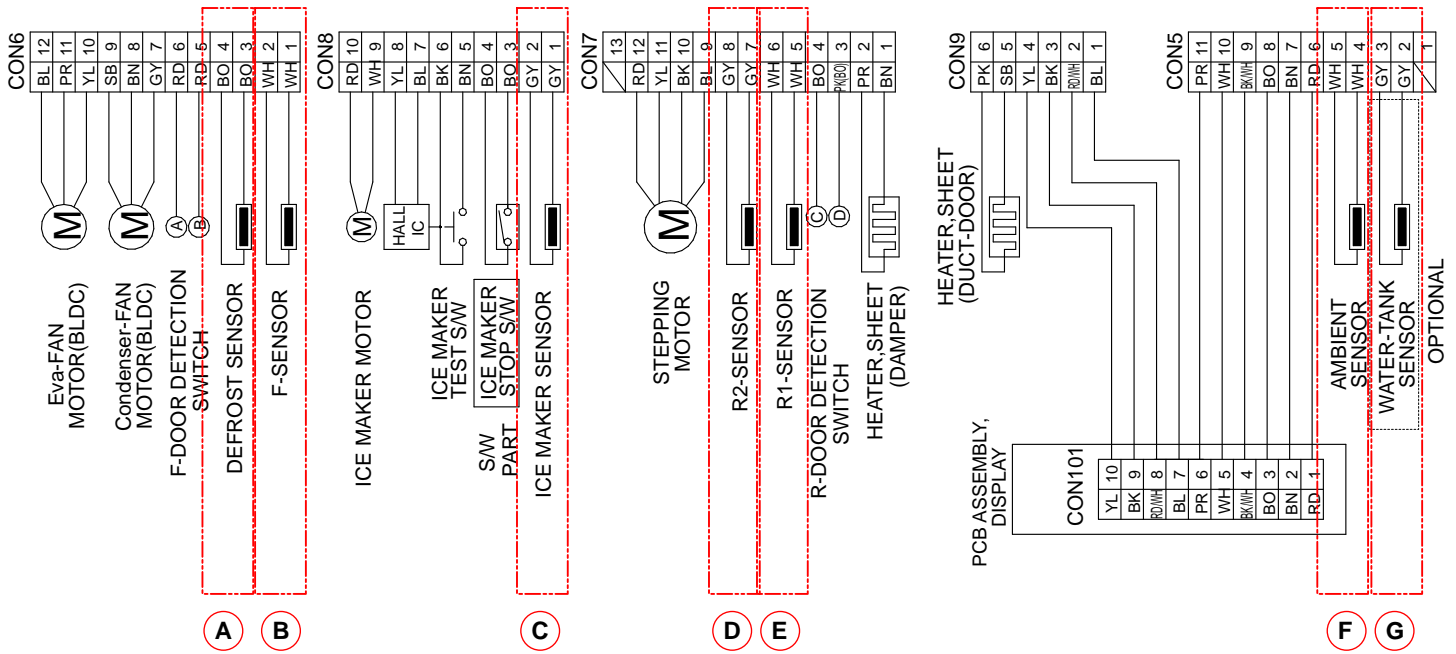 CON6
BL 12
PR 11
YL 10
SB 9
BN 8
GY 7
RD 6
RD 5
BO 4
BO 3
WH 2
WH 1
Eva-FAN
MOTOR(BLDC)
Condenser-FAN
MOTOR(BLDC)
F-DOOR DETECTION
SWITCH
DEFROST SENSOR
F-SENSOR
M
M
A
B
CON8
RD 10
WH 9
YL 8
BL 7
BK 6
BN 5
BO 4
BO 3
GY 2
GY 1
M
HALL
IC
ICE MAKER MOTOR
ICE MAKER
TEST S/W
ICE MAKER
STOP S/W
S/W
PART
ICE MAKER SENSOR
CON7
13
RD 12
YL 11
BK 10
BL 9
GY 8
GY 7
WH 6
WH 5
BO 4
PK(BO) 3
PR 2
BN 1
M
C
D
STEPPING
MOTOR
R2-SENSOR
R1-SENSOR
R-DOOR DETECTION
SWITCH
HEATER,SHEET
(DAMPER)
CON9
PK 6
SB 5
YL 4
BK 3
RD/WH 2
BL 1
HEATER,SHEET
(DUCT-DOOR)
CON5
PR 11
WH 10
BK/WH 9
BO 8
BN 7
RD 6
WH 5
WH 4
GY 3
GY 2
1
AMBIENT
SENSOR
WATER-TANK
SENSOR
OPTIONAL
PCB ASSEMBLY,
DISPLAY
CON101
YL 10
BK 9
RD/WH 8
BL 7
PR 6
WH 5
BK/WH 4
BO 3
BN 2
RD 1
A
B
C
D
E
F
G